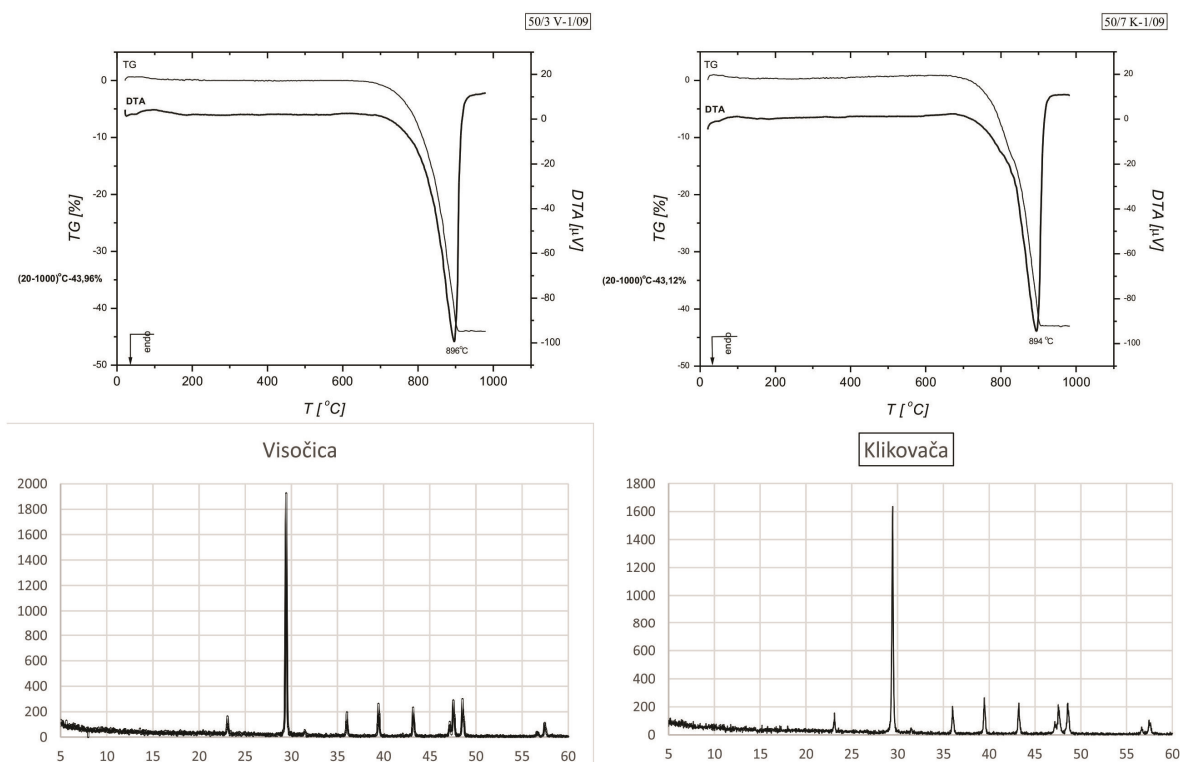 50/3 V-1/09
TG
DTA
0
-10
-20
-30
-40
-50
TG [%]
20
0
-20
-40
-60
-80
-100
DTA [µV]
(20-1000)°C-43,96%
endo
896°C
0 200 400 600 800 1000
T [°C]
50/7 K-1/09
TG
DTA
0
-10
-20
-30
-40
-50
TG [%]
20
0
-20
-40
-60
-80
-100
DTA [µV]
(20-1000)°C-43,12%
endo
894 °C
0 200 400 600 800 1000
T [°C]
Visočica
2000
1800
1600
1400
1200
1000
800
600
400
200
0
5 10 15 20 25 30 35 40 45 50 55 60
Klikovača
1800
1600
1400
1200
1000
800
600
400
200
0
5 10 15 20 25 30 35 40 45 50 55 60